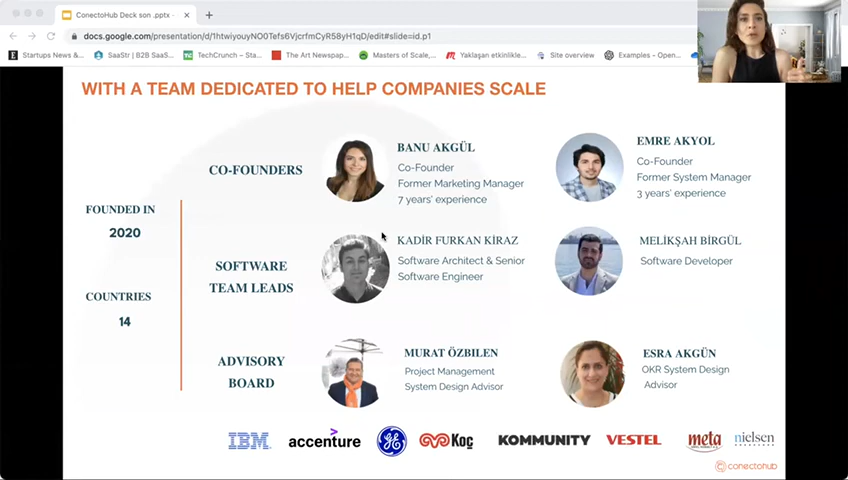 ConectoHub Deck son .pptx -
docs.google.com/presentation/d/1htwiyouyNO0Tefs6VjcrfmCyR58yH1qD/edit#slide=id.p1
Startups News &...
SaaStr | B2B SaaS...
TechCrunch – Sta...
The Art Newspap...
Masters of Scale,...
Yaklaşan etkinlikle...
Site overview
Examples - Open...
WITH A TEAM DEDICATED TO HELP COMPANIES SCALE
FOUNDED IN
2020
COUNTRIES
14
CO-FOUNDERS
BANU AKGÜL
Co-Founder
Former Marketing Manager
7 years' experience
EMRE AKYOL
Co-Founder
Former System Manager
3 years' experience
SOFTWARE
TEAM LEADS
KADİR FURKAN KİRAZ
Software Architect & Senior
Software Engineer
MELİKŞAH BİRGÜL
Software Developer
ADVISORY
BOARD
MURAT ÖZBILEN
Project Management
System Design Advisor
ESRA AKGÜN
OKR System Design
Advisor
IBM
accenture
GE
Koç
KOMMUNITY
VESTEL
meta
nielsen
conectohub